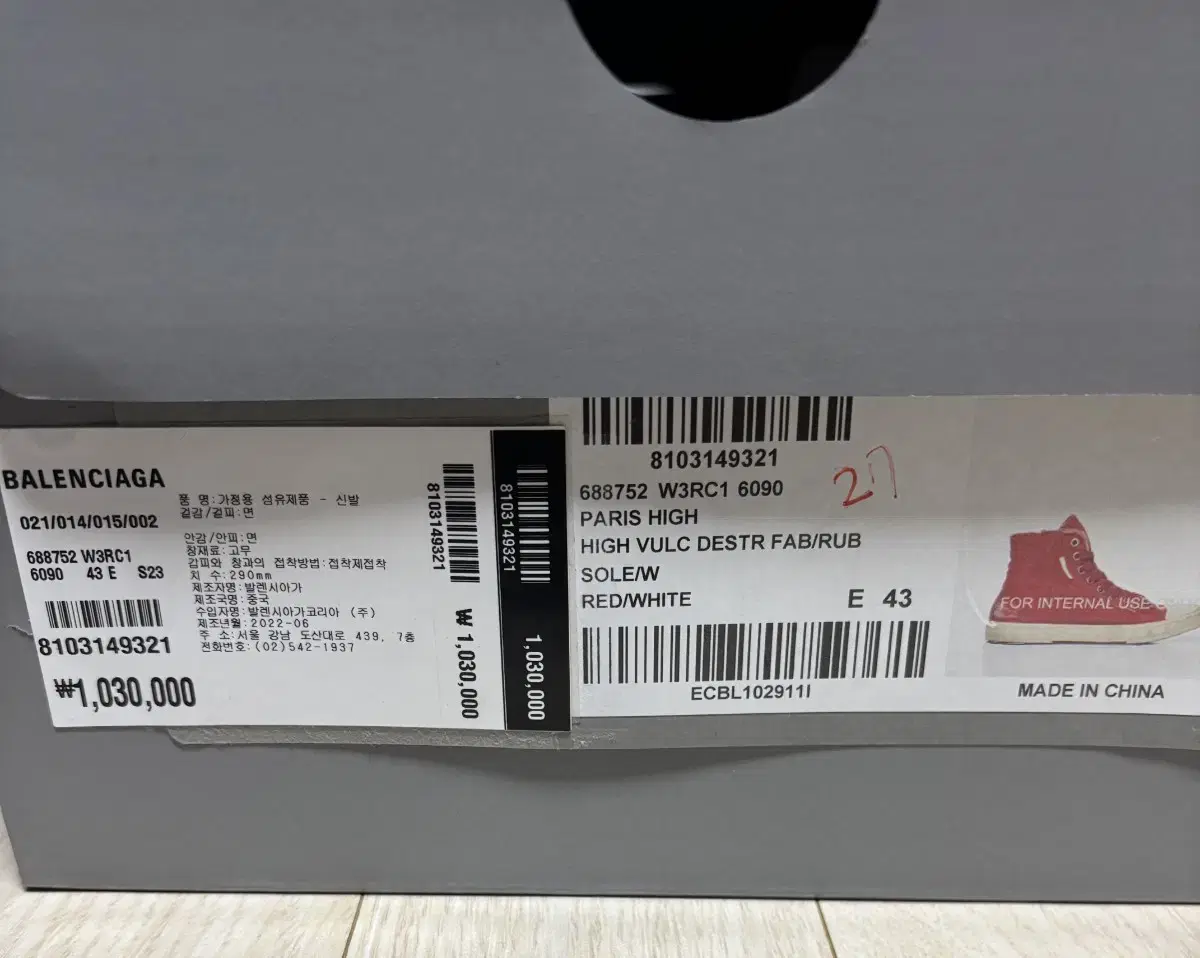 BALENCIAGA
021/014/015/002
688752 W3RC1
6090 43 E S23
8103149321
₩1,030,000
품 명:가정용 섬유제품 - 신발
겉감/겉피:면
안감/안피:면
창재료:고무
갑피와 창과의 접착방법:접착제접착
치 수:290mm
제조자명:발렌시아가
제조국명:중국
수입자명:발렌시아가코리아 (주)
제조년월:2022-06
주 소:서울 강남 도산대로 439, 7층
전화번호:(02)542-1937
8103149321
₩ 1,030,000
8103149321
1,030,000
8103149321
688752 W3RC1 6090
27
PARIS HIGH
HIGH VULC DESTR FAB/RUB
SOLE/W
RED/WHITE
E 43
ECBL102911I
FOR INTERNAL USE
MADE IN CHINA